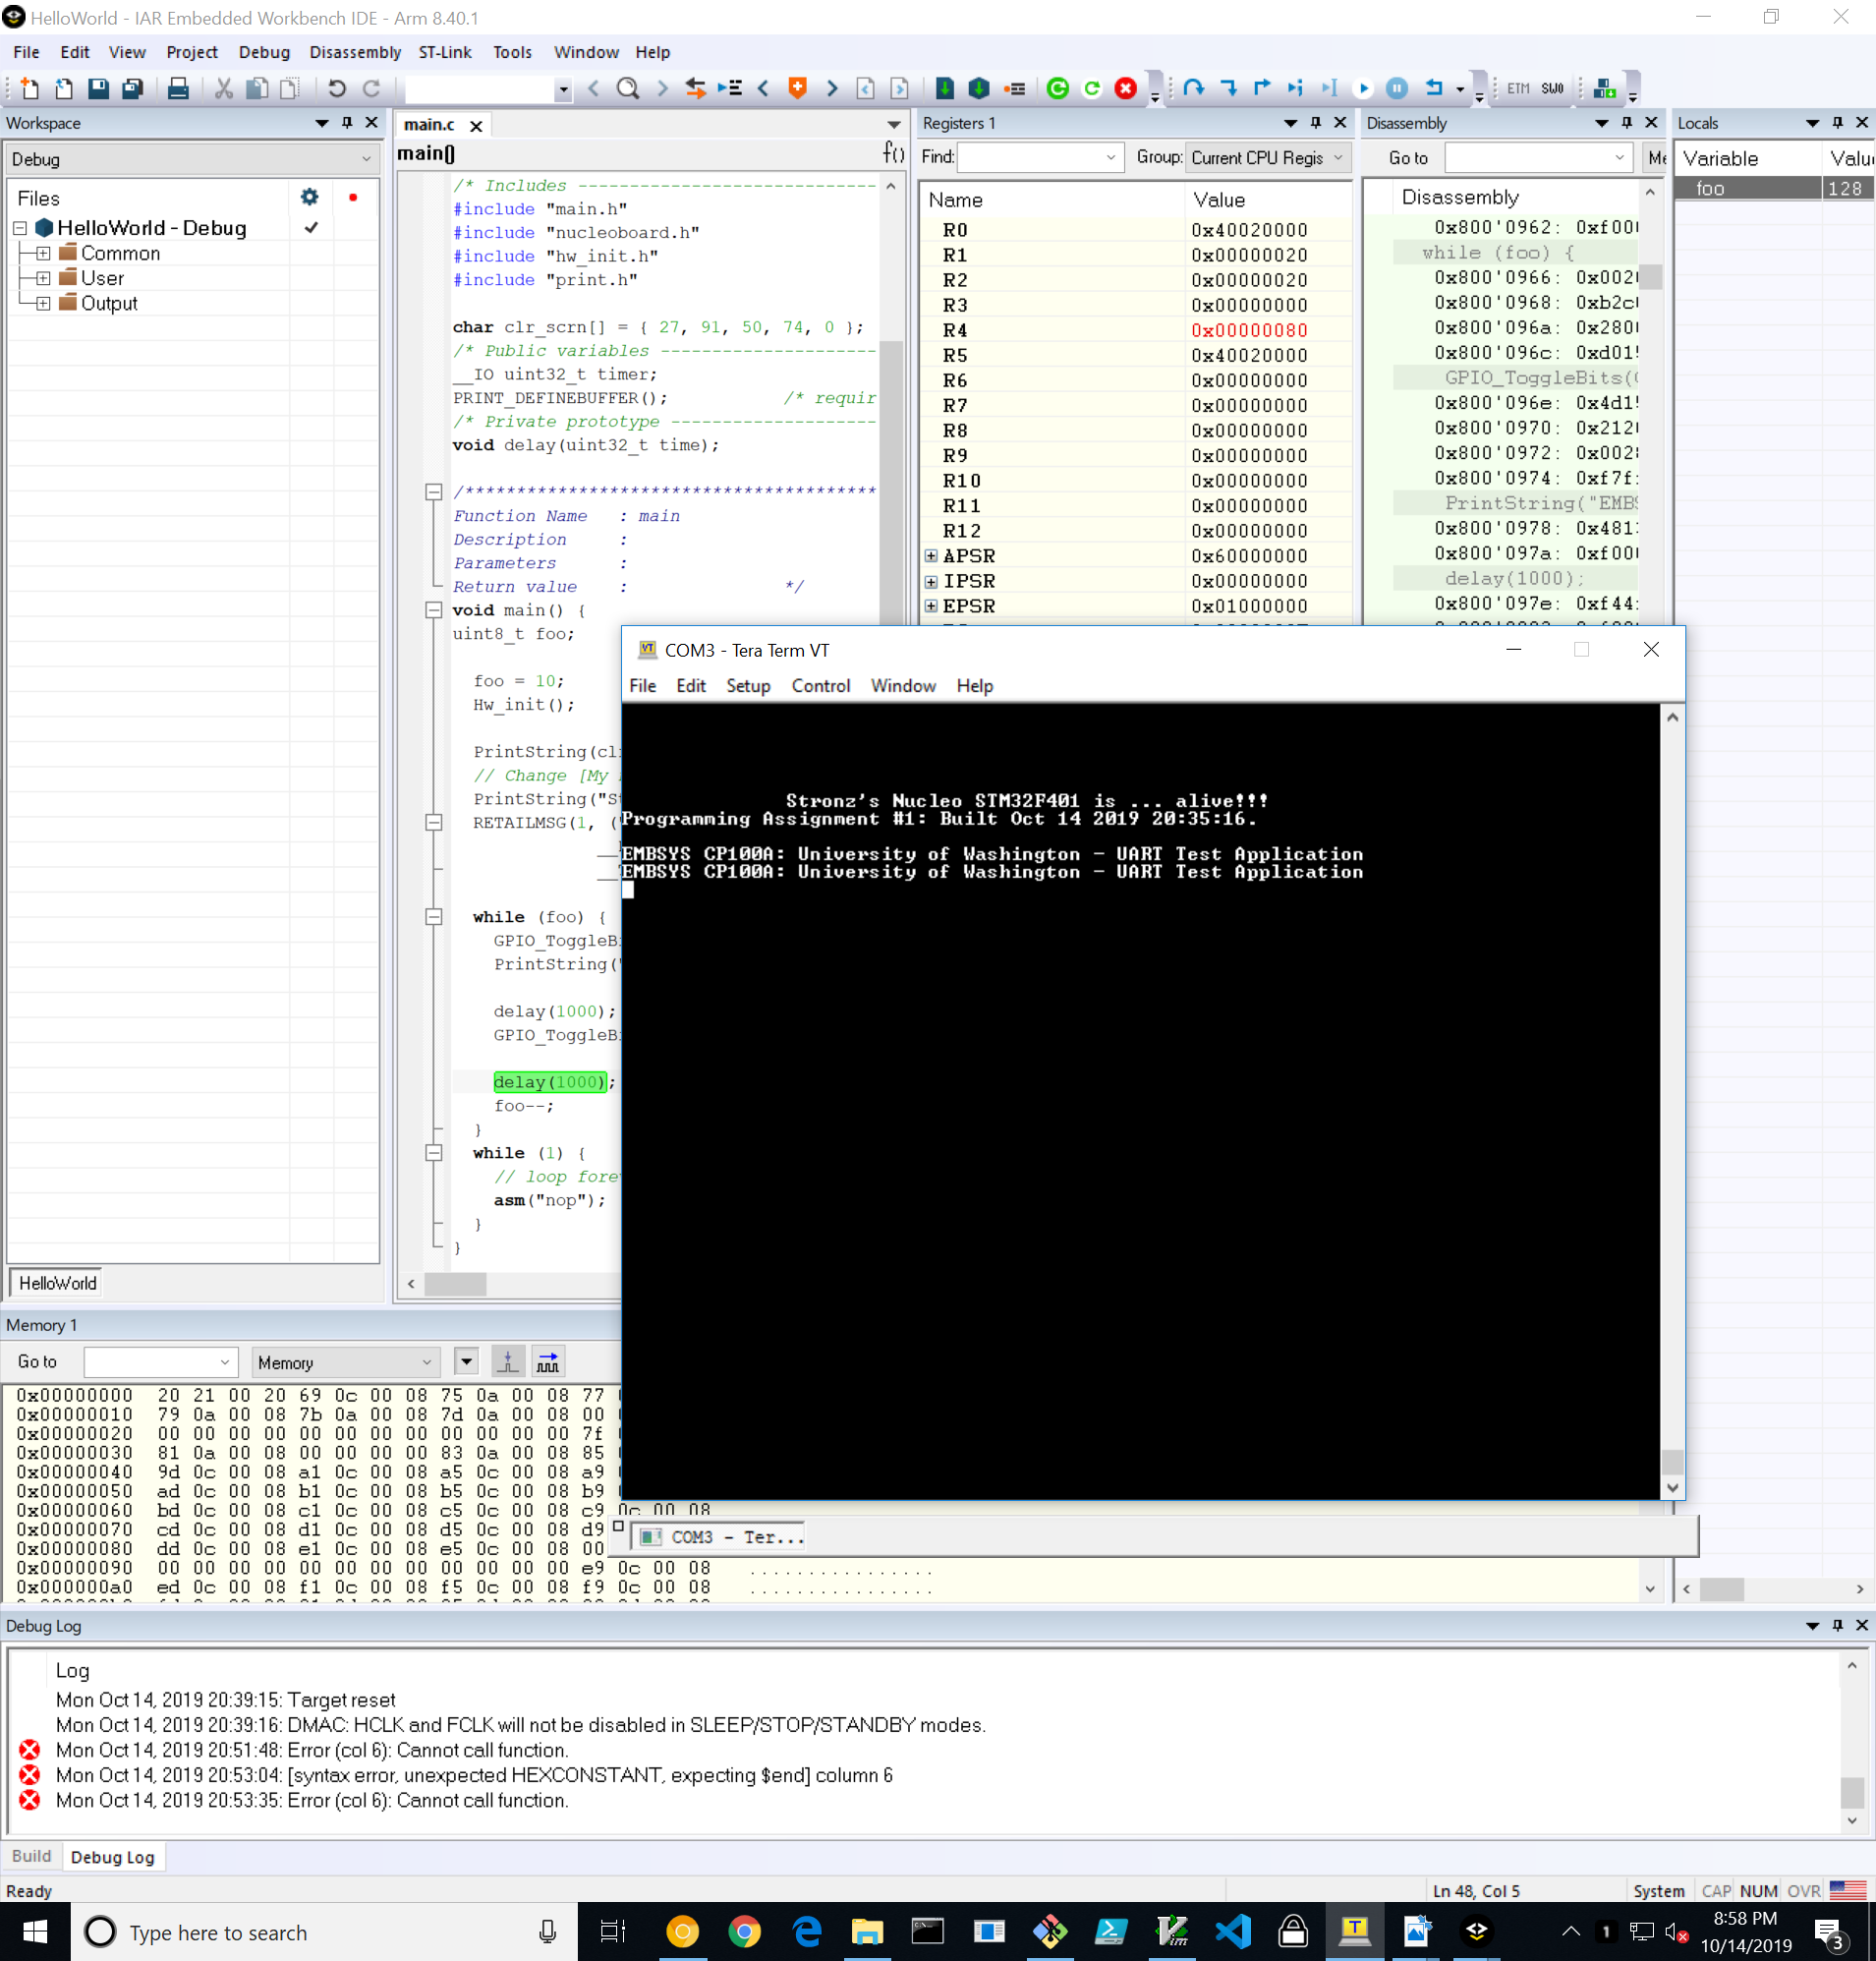 HelloWorld - IAR Embedded Workbench IDE - Arm 8.40.1
File Edit View Project Debug Disassembly ST-Link Tools Window Help
ETM SWO
Workspace
Debug
Files
HelloWorld - Debug
Common
User
Output
HelloWorld
main.c
main()
f()
/* Includes -----------------------------
#include "main.h"
#include "nucleoboard.h"
#include "hw_init.h"
#include "print.h"
char clr_scrn[] = { 27, 91, 50, 74, 0 };
/* Public variables ---------------------
__IO uint32_t timer;
PRINT_DEFINEBUFFER(); /* requir
/* Private prototype --------------------
void delay(uint32_t time);
/*****************************************
Function Name : main
Description :
Parameters :
Return value : */
void main() {
uint8_t foo;
foo = 10;
Hw_init();
PrintString(cl
// Change [My
PrintString("S
RETAILMSG(1, (
while (foo) {
GPIO_ToggleB
PrintString(
delay(1000);
GPIO_ToggleB
delay(1000);
foo--;
}
while (1) {
// loop fore
asm("nop");
}
}
Registers 1
Find: Group: Current CPU Regis
Name Value
R0 0x40020000
R1 0x00000020
R2 0x00000020
R3 0x00000000
R4 0x00000080
R5 0x40020000
R6 0x00000000
R7 0x00000000
R8 0x00000000
R9 0x00000000
R10 0x00000000
R11 0x00000000
R12 0x00000000
APSR 0x60000000
IPSR 0x00000000
EPSR 0x01000000
Disassembly
Go to Me
Disassembly
0x800'0962: 0xf00
while (foo) {
0x800'0966: 0x002
0x800'0968: 0xb2c
0x800'096a: 0x280
0x800'096c: 0xd01
GPIO_ToggleBits(
0x800'096e: 0x4d1
0x800'0970: 0x212
0x800'0972: 0x002
0x800'0974: 0xf7f
PrintString("EMB
0x800'0978: 0x481
0x800'097a: 0xf00
delay(1000);
0x800'097e: 0xf44
Locals
Variable Valu
foo 128
COM3 - Tera Term VT
File Edit Setup Control Window Help
Stronz's Nucleo STM32F401 is ... alive!!!
Programming Assignment #1: Built Oct 14 2019 20:35:16.
EMBSYS CP100A: University of Washington - UART Test Application
EMBSYS CP100A: University of Washington - UART Test Application
COM3 - Ter...
Memory 1
Go to Memory
0x00000000 20 21 00 20 69 0c 00 08 75 0a 00 08 77
0x00000010 79 0a 00 08 7b 0a 00 08 7d 0a 00 08 00
0x00000020 00 00 00 00 00 00 00 00 00 00 00 00 7f
0x00000030 81 0a 00 08 00 00 00 00 83 0a 00 08 85
0x00000040 9d 0c 00 08 a1 0c 00 08 a5 0c 00 08 a9
0x00000050 ad 0c 00 08 b1 0c 00 08 b5 0c 00 08 b9
0x00000060 bd 0c 00 08 c1 0c 00 08 c5 0c 00 08 c9 0c 00 08
0x00000070 cd 0c 00 08 d1 0c 00 08 d5 0c 00 08 d9
0x00000080 dd 0c 00 08 e1 0c 00 08 e5 0c 00 08 00
0x00000090 00 00 00 00 00 00 00 00 00 00 00 00 e9 0c 00 08 ................
0x000000a0 ed 0c 00 08 f1 0c 00 08 f5 0c 00 08 f9 0c 00 08 ................
Debug Log
Log
Mon Oct 14, 2019 20:39:15: Target reset
Mon Oct 14, 2019 20:39:16: DMAC: HCLK and FCLK will not be disabled in SLEEP/STOP/STANDBY modes.
Mon Oct 14, 2019 20:51:48: Error (col 6): Cannot call function.
Mon Oct 14, 2019 20:53:04: [syntax error, unexpected HEXCONSTANT, expecting $end] column 6
Mon Oct 14, 2019 20:53:35: Error (col 6): Cannot call function.
Build Debug Log
Ready Ln 48, Col 5 System CAP NUM OVR
Type here to search
8:58 PM
10/14/2019
3